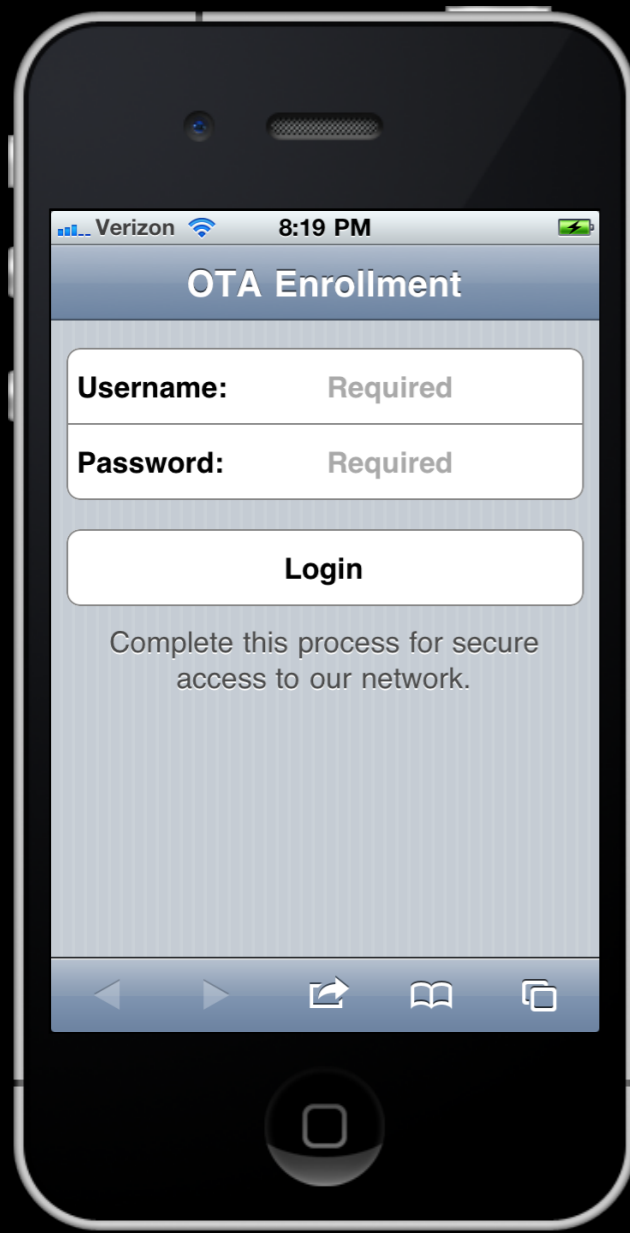 Verizon 8:19 PM
OTA Enrollment
Username: Required
Password: Required
Login
Complete this process for secure
access to our network.